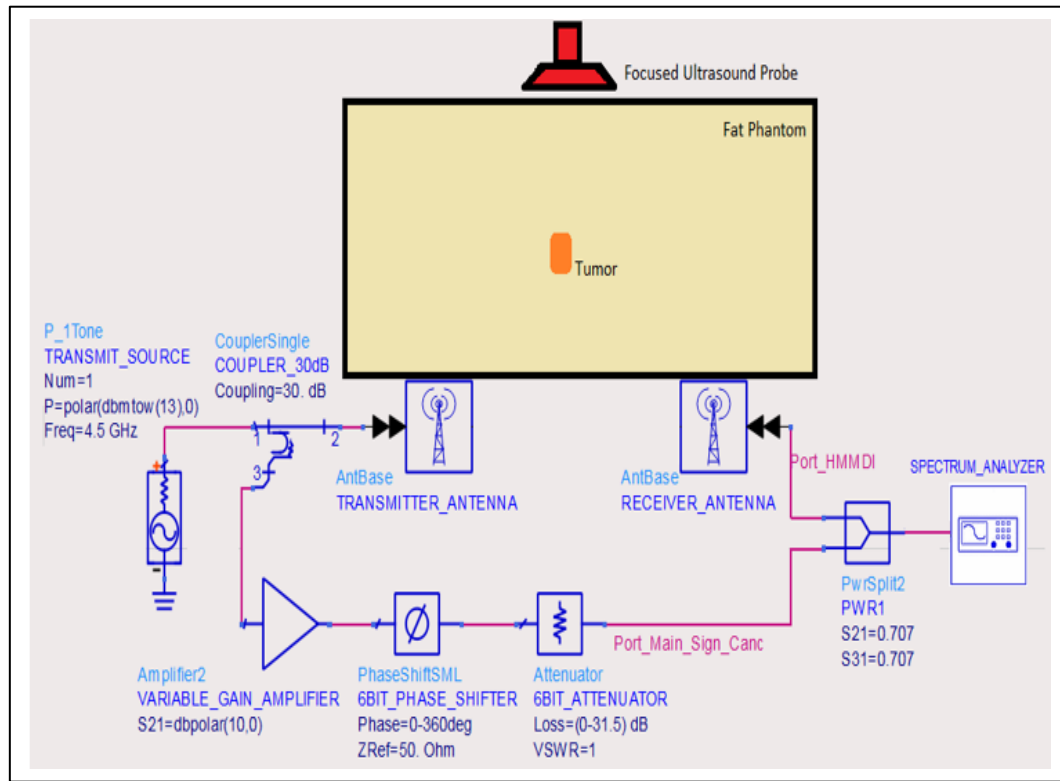 Focused Ultrasound Probe
Fat Phantom
Tumor
P_1Tone
TRANSMIT_SOURCE
Num=1
P=polar(dbmtow(13),0)
Freq=4.5 GHz
CouplerSingle
COUPLER_30dB
Coupling=30. dB
1
2
3
AntBase
TRANSMITTER_ANTENNA
AntBase
RECEIVER_ANTENNA
Port_HMMDI
SPECTRUM_ANALYZER
PwrSplit2
PWR1
S21=0.707
S31=0.707
Port_Main_Sign_Canc
Amplifier2
VARIABLE_GAIN_AMPLIFIER
S21=dbpolar(10,0)
PhaseShiftSML
6BIT_PHASE_SHIFTER
Phase=0-360deg
ZRef=50. Ohm
Attenuator
6BIT_ATTENUATOR
Loss=(0-31.5) dB
VSWR=1